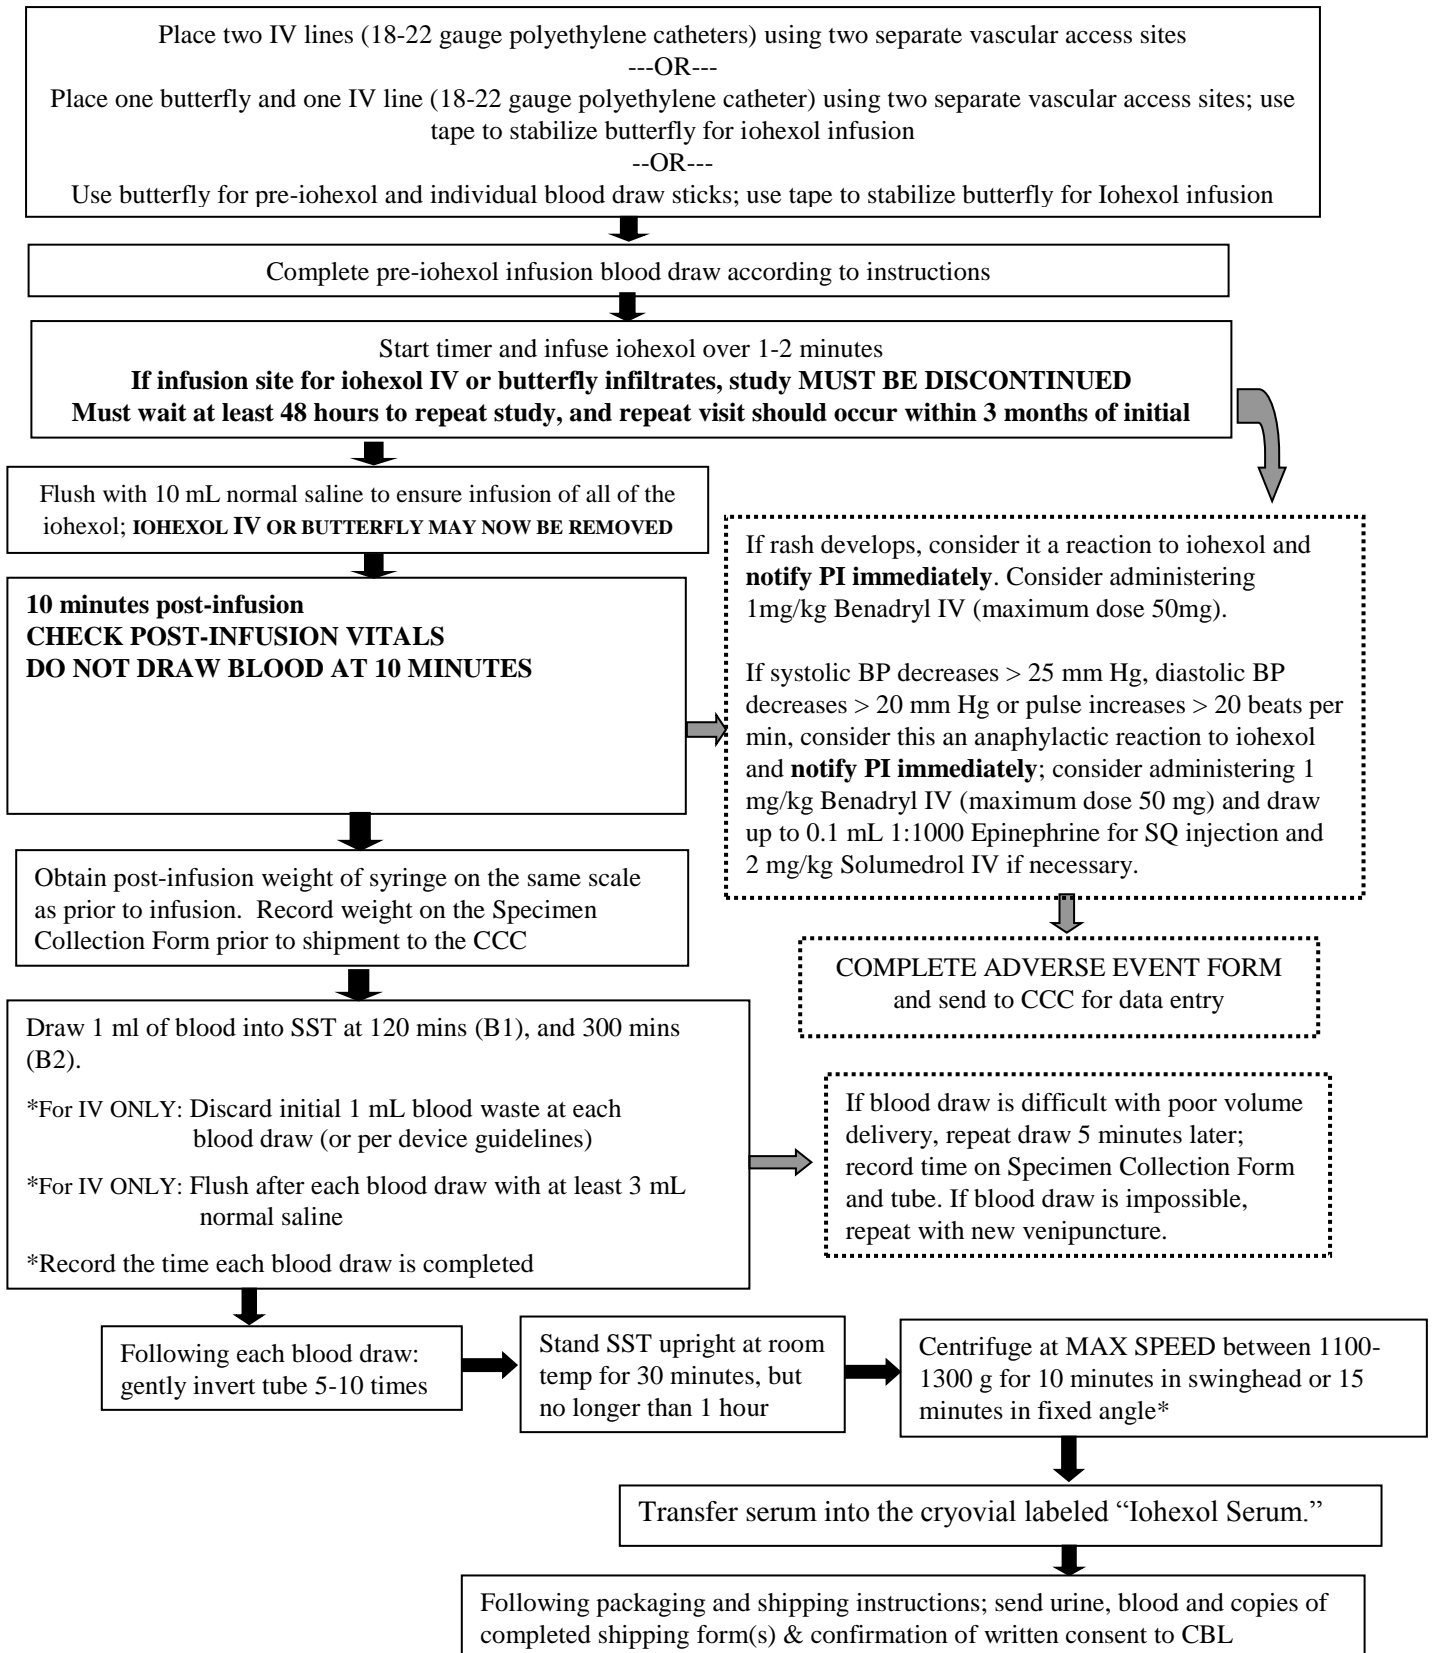 Place two IV lines (18-22 gauge polyethylene catheters) using two separate vascular access sites
---OR---
Place one butterfly and one IV line (18-22 gauge polyethylene catheter) using two separate vascular access sites; use
tape to stabilize butterfly for iohexol infusion
--OR---
Use butterfly for pre-iohexol and individual blood draw sticks; use tape to stabilize butterfly for Iohexol infusion
Complete pre-iohexol infusion blood draw according to instructions
Start timer and infuse iohexol over 1-2 minutes
If infusion site for iohexol IV or butterfly infiltrates, study MUST BE DISCONTINUED
Must wait at least 48 hours to repeat study, and repeat visit should occur within 3 months of initial
Flush with 10 mL normal saline to ensure infusion of all of the
iohexol; IOHEXOL IV OR BUTTERFLY MAY NOW BE REMOVED
If rash develops, consider it a reaction to iohexol and
notify PI immediately. Consider administering
1mg/kg Benadryl IV (maximum dose 50mg).
If systolic BP decreases > 25 mm Hg, diastolic BP
decreases > 20 mm Hg or pulse increases > 20 beats per
min, consider this an anaphylactic reaction to iohexol
and notify PI immediately; consider administering 1
mg/kg Benadryl IV (maximum dose 50 mg) and draw
up to 0.1 mL 1:1000 Epinephrine for SQ injection and
2 mg/kg Solumedrol IV if necessary.
10 minutes post-infusion
CHECK POST-INFUSION VITALS
DO NOT DRAW BLOOD AT 10 MINUTES
Obtain post-infusion weight of syringe on the same scale
as prior to infusion. Record weight on the Specimen
Collection Form prior to shipment to the CCC
COMPLETE ADVERSE EVENT FORM
and send to CCC for data entry
Draw 1 ml of blood into SST at 120 mins (B1), and 300 mins
(B2).
*For IV ONLY: Discard initial 1 mL blood waste at each
blood draw (or per device guidelines)
*For IV ONLY: Flush after each blood draw with at least 3 mL
normal saline
*Record the time each blood draw is completed
If blood draw is difficult with poor volume
delivery, repeat draw 5 minutes later;
record time on Specimen Collection Form
and tube. If blood draw is impossible,
repeat with new venipuncture.
Following each blood draw:
gently invert tube 5-10 times
Stand SST upright at room
temp for 30 minutes, but
no longer than 1 hour
Centrifuge at MAX SPEED between 1100-
1300 g for 10 minutes in swinghead or 15
minutes in fixed angle*
Transfer serum into the cryovial labeled “Iohexol Serum.”
Following packaging and shipping instructions; send urine, blood and copies of
completed shipping form(s) & confirmation of written consent to CBL